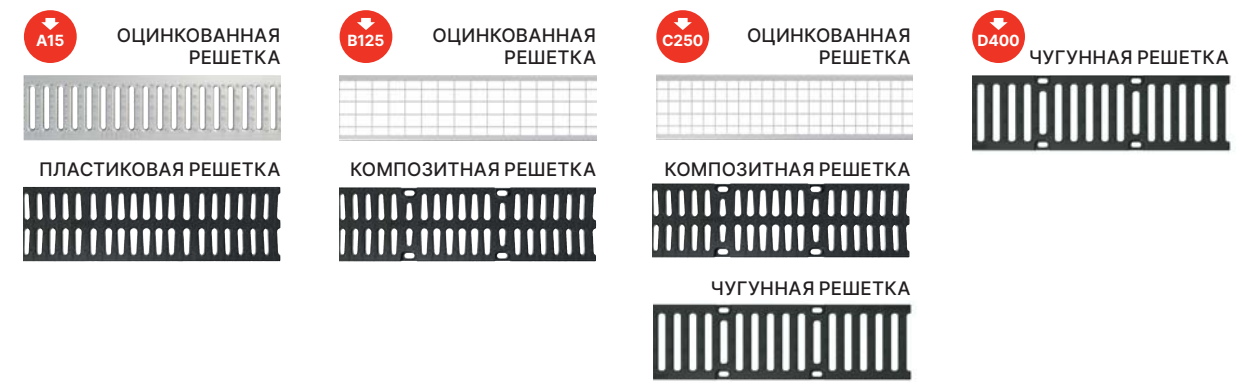 A15
ОЦИНКОВАННАЯ
РЕШЕТКА
ПЛАСТИКОВАЯ РЕШЕТКА
B125
ОЦИНКОВАННАЯ
РЕШЕТКА
КОМПОЗИТНАЯ РЕШЕТКА
C250
ОЦИНКОВАННАЯ
РЕШЕТКА
КОМПОЗИТНАЯ РЕШЕТКА
ЧУГУННАЯ РЕШЕТКА
D400
ЧУГУННАЯ РЕШЕТКА